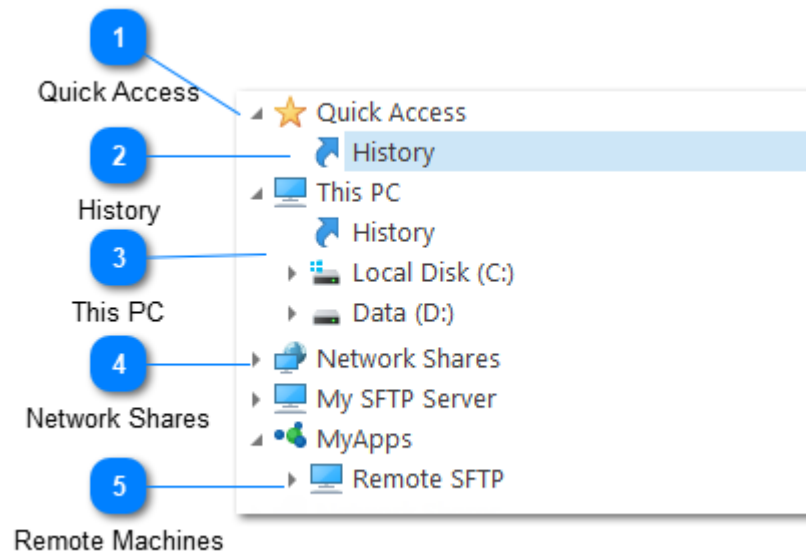 1
Quick Access
2
History
3
This PC
4
Network Shares
5
Remote Machines
Quick Access
History
This PC
History
Local Disk (C:)
Data (D:)
Network Shares
My SFTP Server
MyApps
Remote SFTP